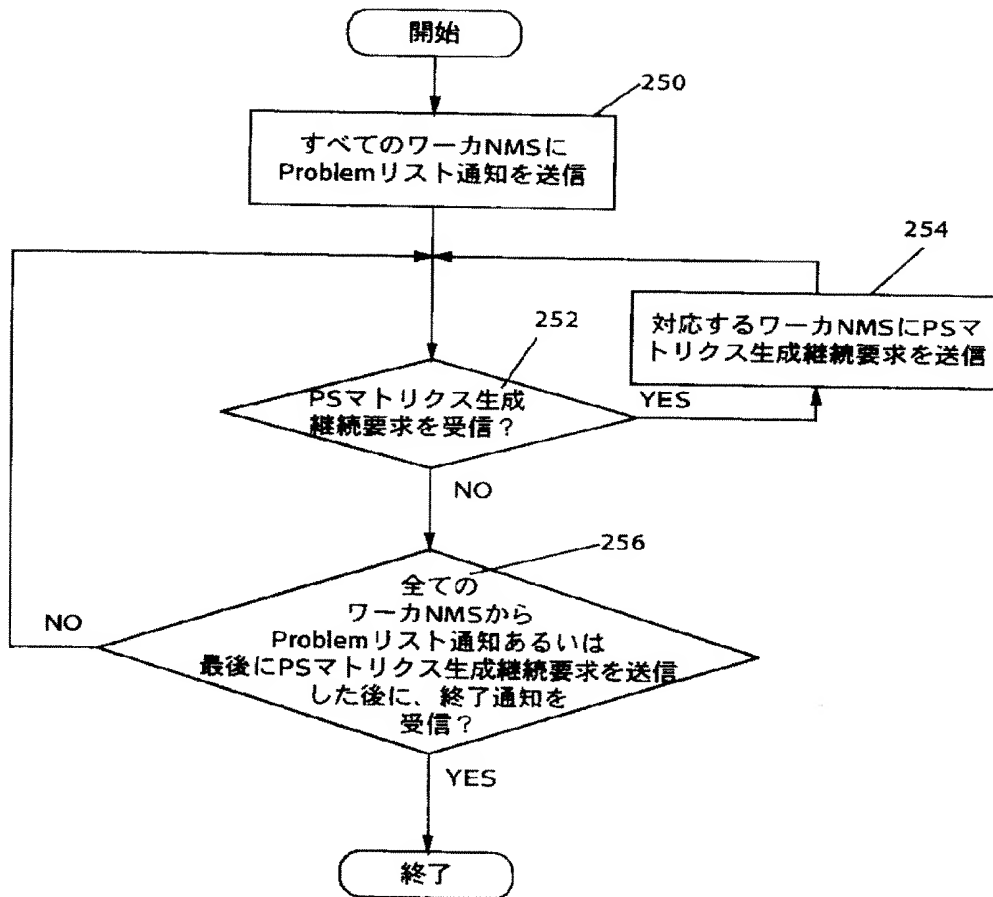 開始
250
すべてのワーカNMSに
Problemリスト通知を送信
254
対応するワーカNMSにPSマ
トリクス生成継続要求を送信
252
PSマトリクス生成
継続要求を受信？
YES
NO
256
全ての
ワーカNMSから
Problemリスト通知あるいは
最後にPSマトリクス生成継続要求を送信
した後に、終了通知を
受信？
NO
YES
終了